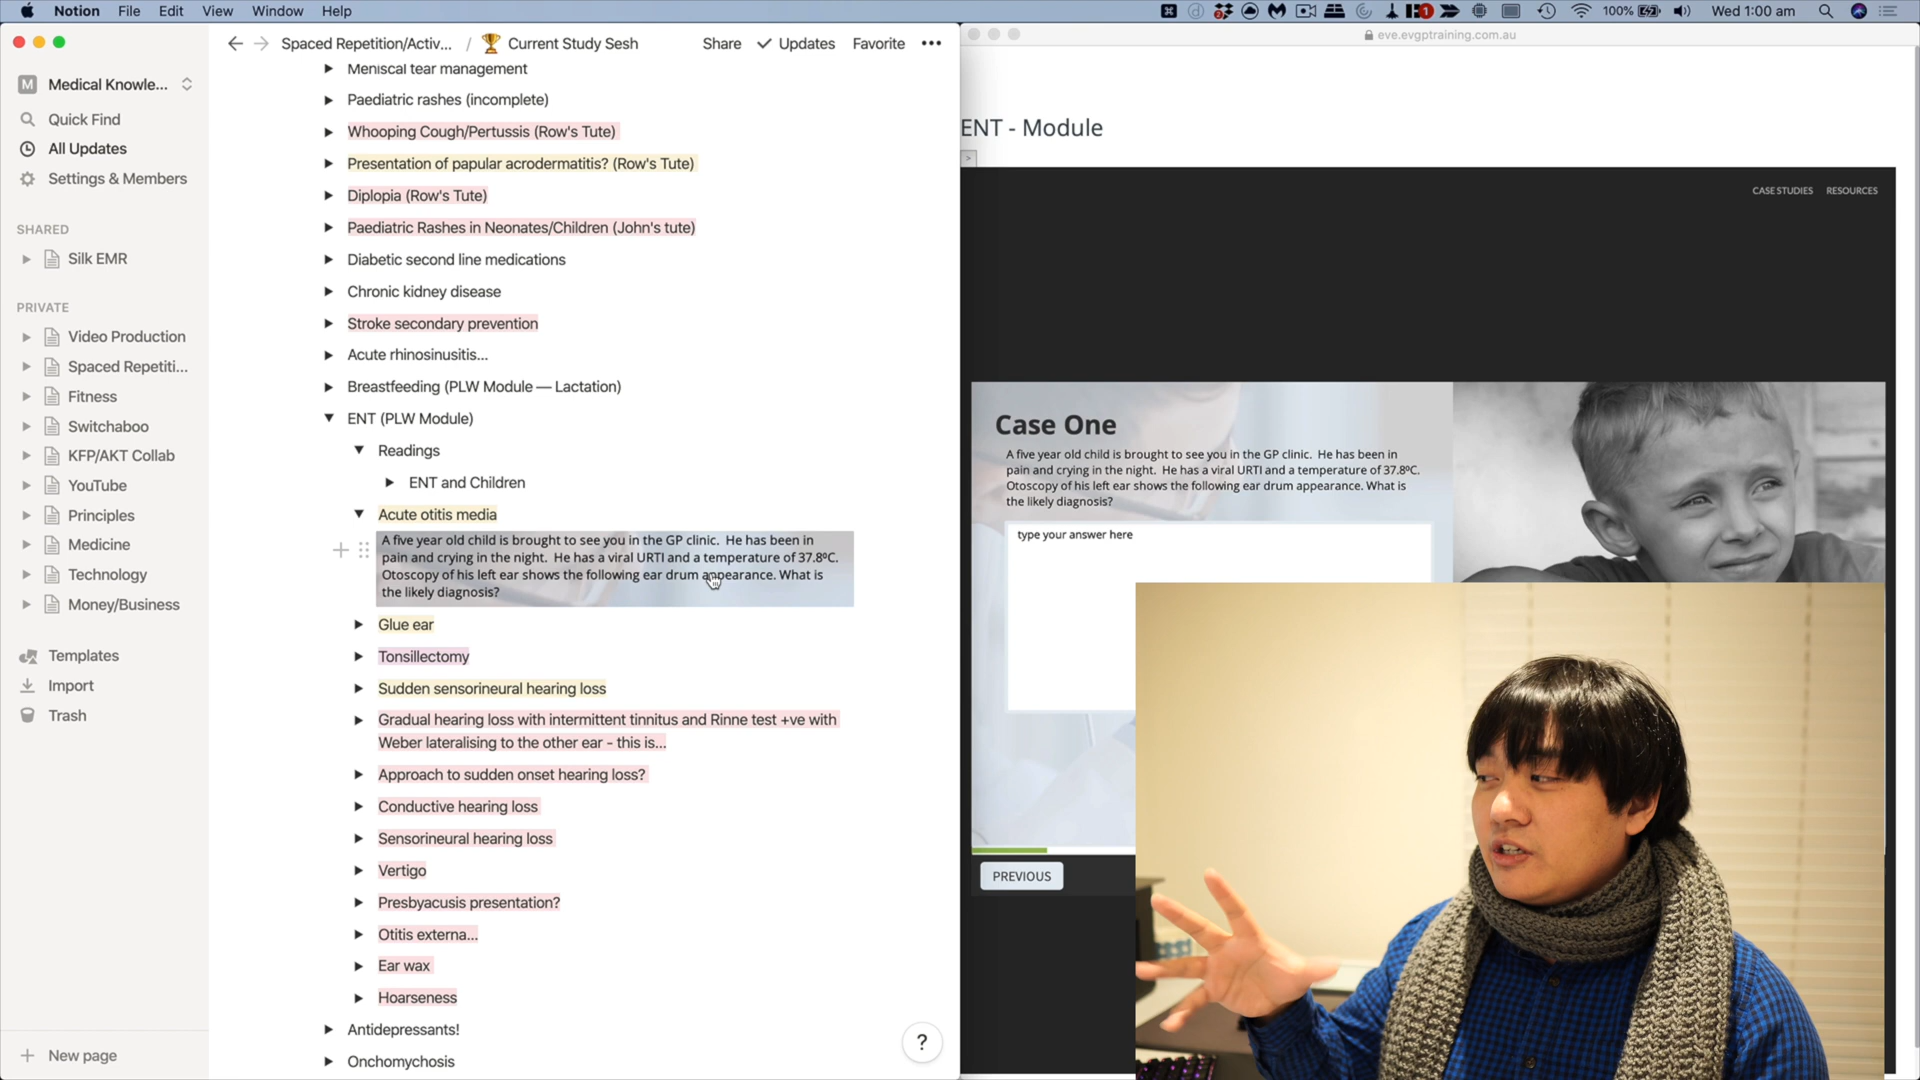 Notion File Edit View Window Help
1
100%
Wed 1:00 am
Spaced Repetition/Activ... / Current Study Sesh
Share Updates Favorite •••
eve.evgptraining.com.au
M Medical Knowle...
Quick Find
All Updates
Settings & Members
SHARED
Silk EMR
PRIVATE
Video Production
Spaced Repetiti...
Fitness
Switchaboo
KFP/AKT Collab
YouTube
Principles
Medicine
Technology
Money/Business
Templates
Import
Trash
+ New page
Meniscal tear management
Paediatric rashes (incomplete)
Whooping Cough/Pertussis (Row's Tute)
Presentation of papular acrodermatitis? (Row's Tute)
Diplopia (Row's Tute)
Paediatric Rashes in Neonates/Children (John's tute)
Diabetic second line medications
Chronic kidney disease
Stroke secondary prevention
Acute rhinosinusitis...
Breastfeeding (PLW Module — Lactation)
ENT (PLW Module)
Readings
ENT and Children
Acute otitis media
A five year old child is brought to see you in the GP clinic. He has been in
pain and crying in the night. He has a viral URTI and a temperature of 37.8ºC.
Otoscopy of his left ear shows the following ear drum appearance. What is
the likely diagnosis?
Glue ear
Tonsillectomy
Sudden sensorineural hearing loss
Gradual hearing loss with intermittent tinnitus and Rinne test +ve with
Weber lateralising to the other ear - this is...
Approach to sudden onset hearing loss?
Conductive hearing loss
Sensorineural hearing loss
Vertigo
Presbyacusis presentation?
Otitis externa...
Ear wax
Hoarseness
Antidepressants!
Onchomychosis
?
ENT - Module
>
CASE STUDIES RESOURCES
Case One
A five year old child is brought to see you in the GP clinic. He has been in
pain and crying in the night. He has a viral URTI and a temperature of 37.8ºC.
Otoscopy of his left ear shows the following ear drum appearance. What is
the likely diagnosis?
type your answer here
PREVIOUS